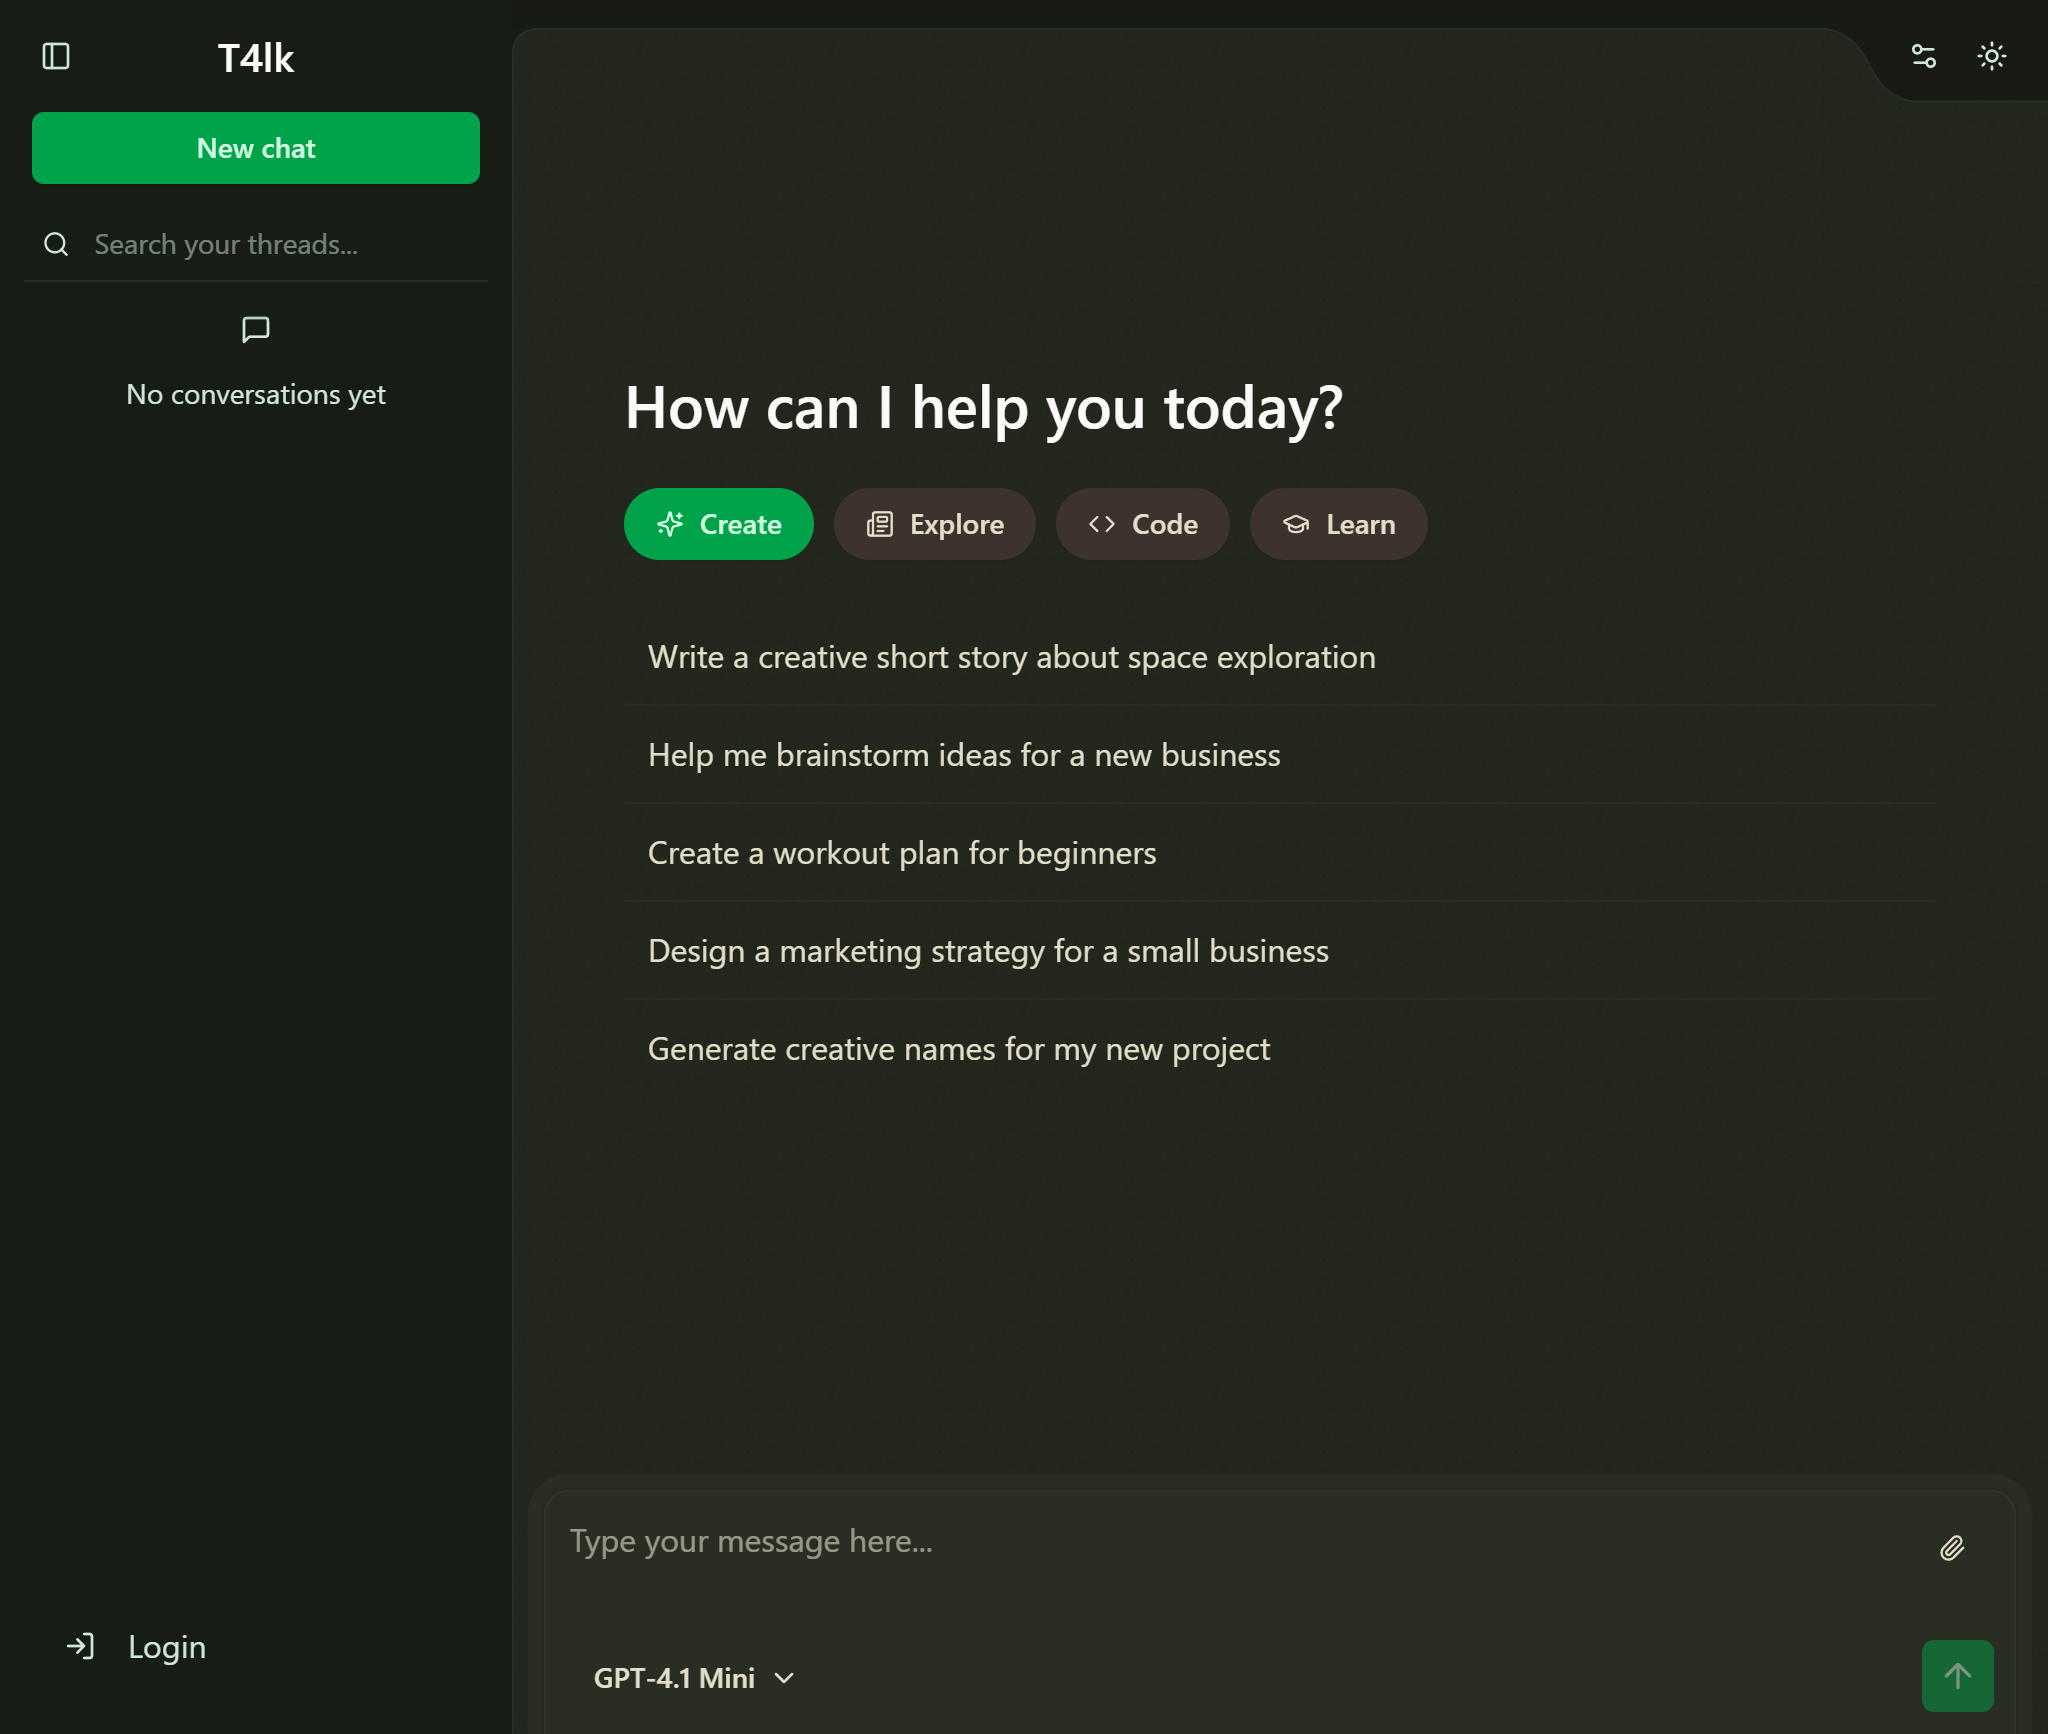 T4lk
New chat
Search your threads...
No conversations yet
Login
How can I help you today?
Create
Explore
Code
Learn
Write a creative short story about space exploration
Help me brainstorm ideas for a new business
Create a workout plan for beginners
Design a marketing strategy for a small business
Generate creative names for my new project
Type your message here...
GPT-4.1 Mini